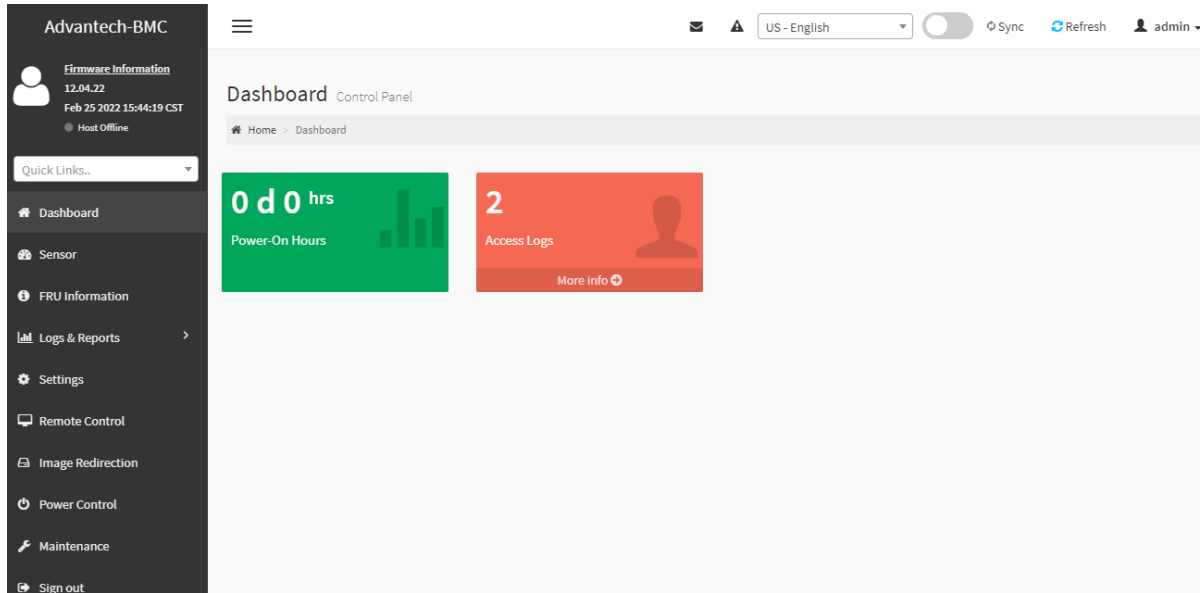 Advantech-BMC
US - English
Sync
Refresh
admin
Firmware Information
12.04.22
Feb 25 2022 15:44:19 CST
Host Offline
Quick Links..
Dashboard
Sensor
FRU Information
Logs & Reports
Settings
Remote Control
Image Redirection
Power Control
Maintenance
Sign out
Dashboard Control Panel
Home > Dashboard
0 d 0 hrs
Power-On Hours
2
Access Logs
More info